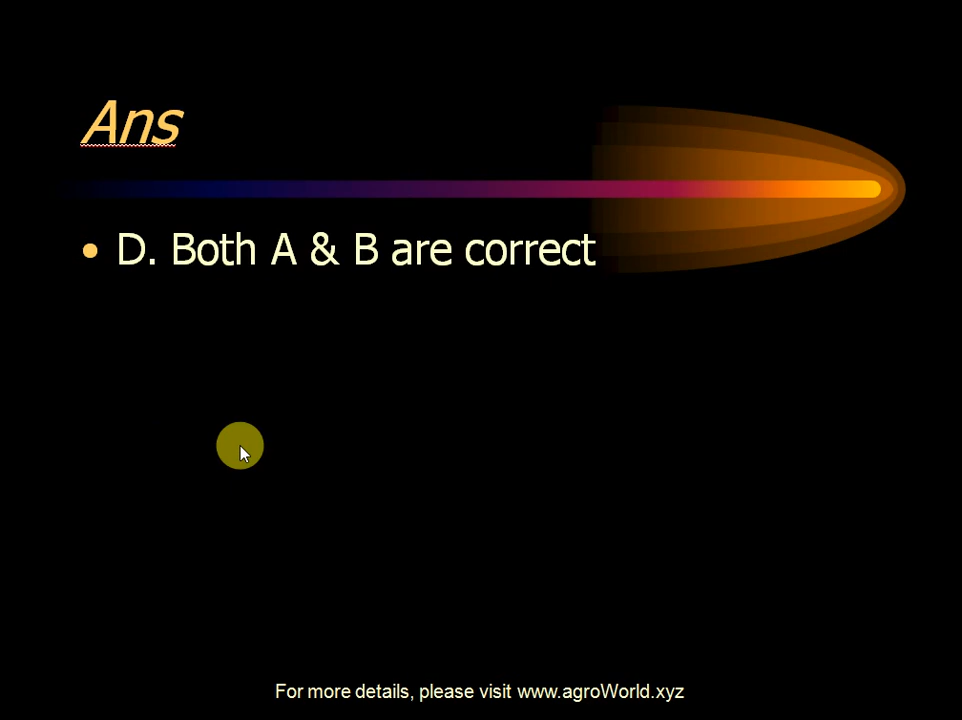 Ans
• D. Both A & B are correct
For more details, please visit www.agroWorld.xyz